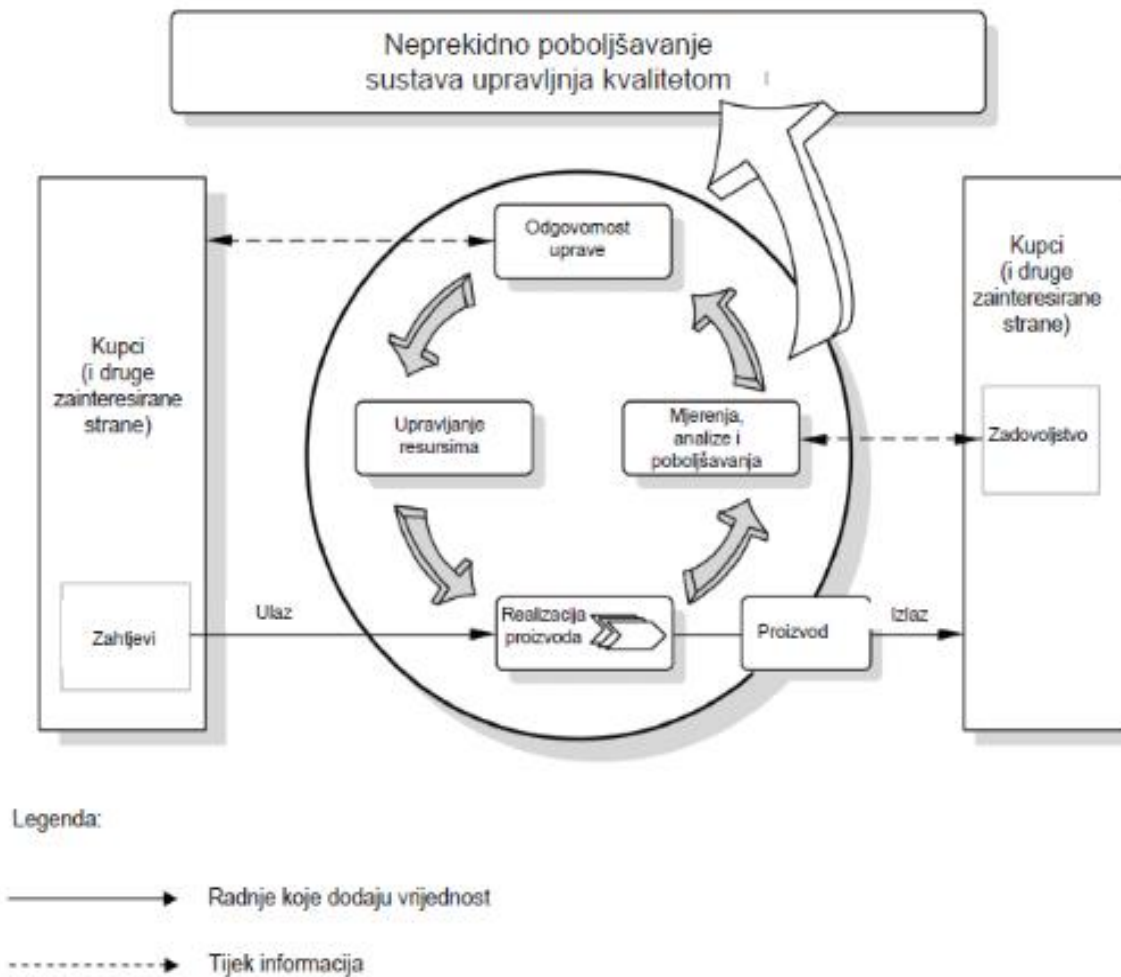 Neprekidno poboljšavanje
sustava upravljnja kvalitetom
Kupci
(i druge
zainteresirane
strane)
Zahtjevi
Ulaz
Odgovornost
uprave
Upravljanje
resursima
Mjerenja,
analize i
poboljšavanja
Realizacija
proizvoda
Proizvod
Izlaz
Kupci
(i druge
zainteresirane
strane)
Zadovoljstvo
Legenda:
Radnje koje dodaju vrijednost
Tijek informacija